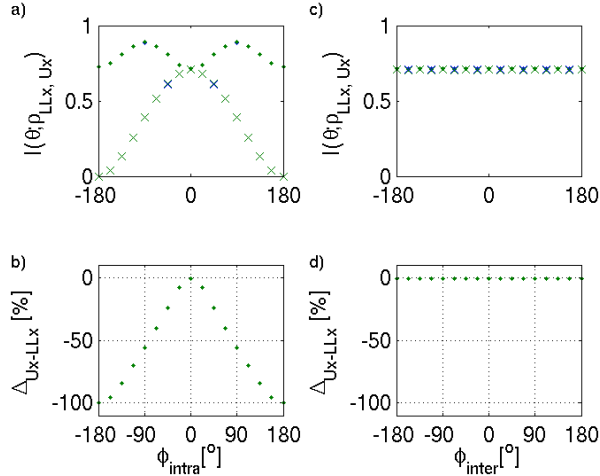 a)
c)
I(θ;ρLLx, Ux)
1
0.5
0
-180 0 180
I(θ;ρLLx, Ux)
1
0.5
0
-180 0 180
b)
d)
ΔUx-LLx [%]
0
-50
-100
-180 -90 0 90 180
ϕintra[o]
ΔUx-LLx [%]
0
-50
-100
-180 -90 0 90 180
ϕinter[o]